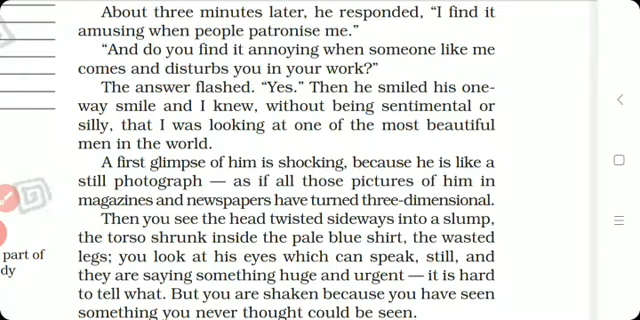 About three minutes later, he responded, “I find it
amusing when people patronise me.”
“And do you find it annoying when someone like me
comes and disturbs you in your work?”
The answer flashed. “Yes.” Then he smiled his one-
way smile and I knew, without being sentimental or
silly, that I was looking at one of the most beautiful
men in the world.
A first glimpse of him is shocking, because he is like a
still photograph — as if all those pictures of him in
magazines and newspapers have turned three-dimensional.
Then you see the head twisted sideways into a slump,
the torso shrunk inside the pale blue shirt, the wasted
part of
legs; you look at his eyes which can speak, still, and
dy
they are saying something huge and urgent — it is hard
to tell what. But you are shaken because you have seen
something you never thought could be seen.